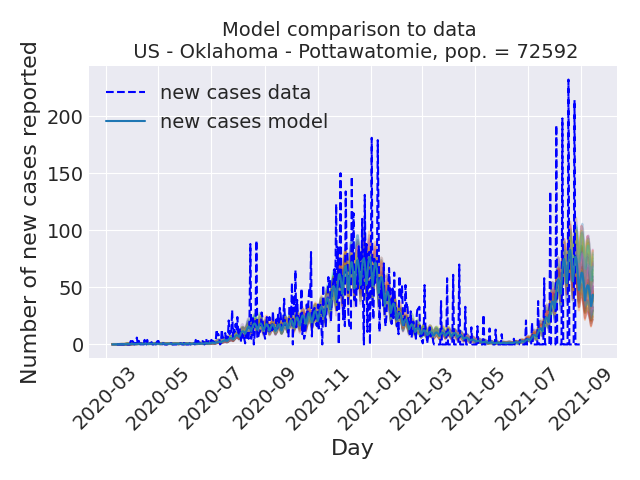 Model comparison to data
US - Oklahoma - Pottawatomie, pop. = 72592
Number of new cases reported
new cases data
new cases model
200
150
100
50
0
2020-03
2020-05
2020-07
2020-09
2020-11
2021-01
2021-03
2021-05
2021-07
2021-09
Day